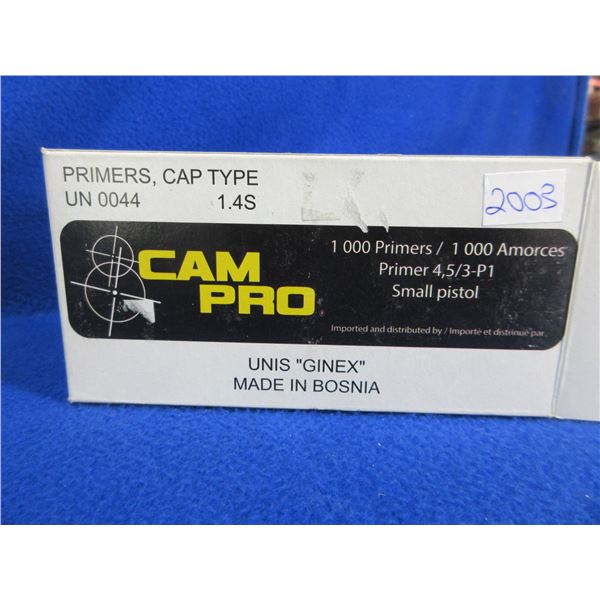 PRIMERS, CAP TYPE
UN 0044 1.4S
2003
CAM
PRO
1 000 Primers / 1 000 Amorces
Primer 4,5/3-P1
Small pistol
Imported and distributed by / Importé et distrinue par
UNIS "GINEX"
MADE IN BOSNIA